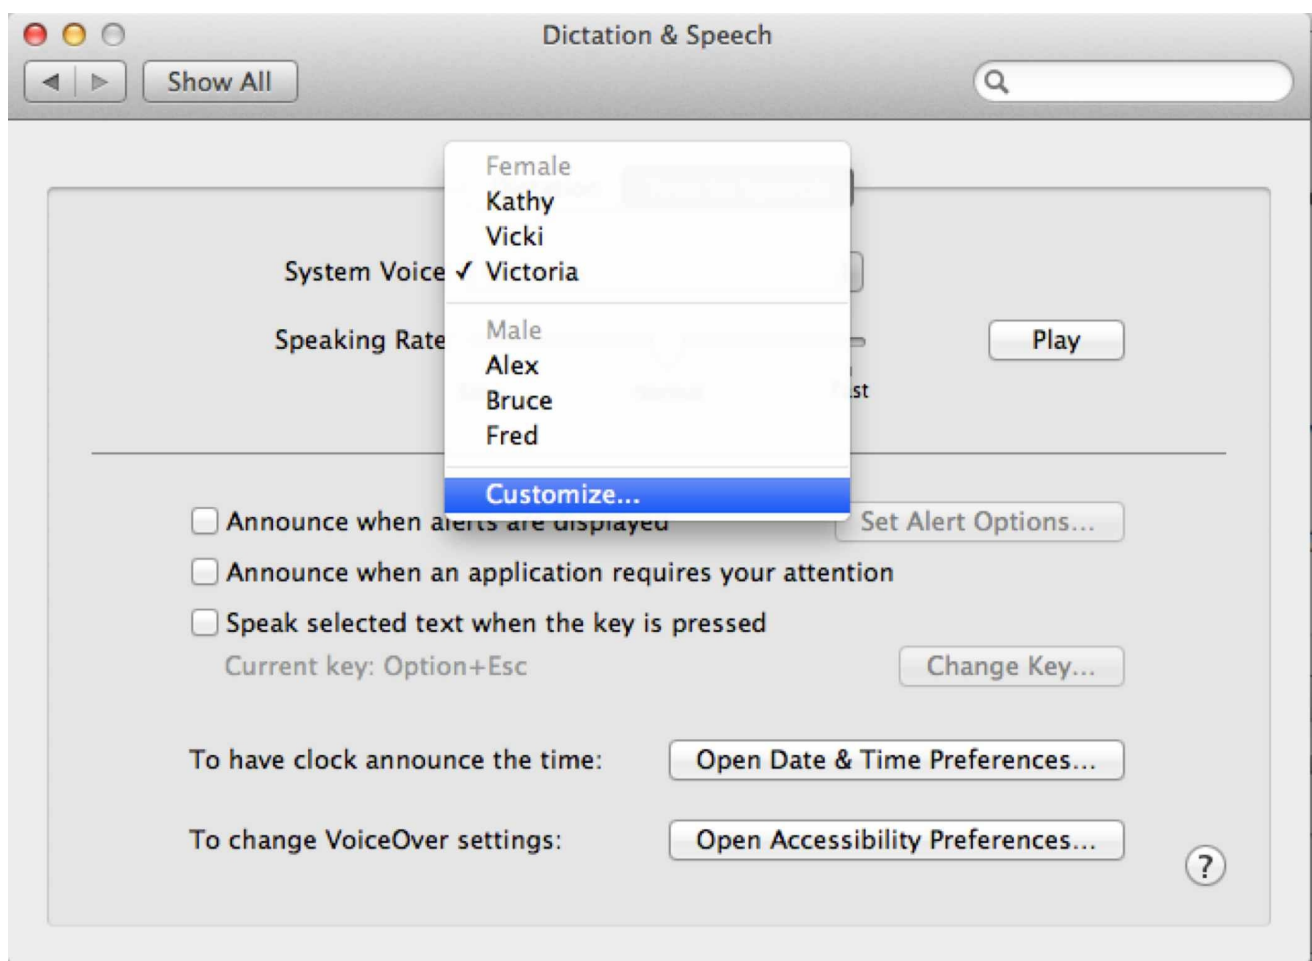 Dictation & Speech
Show All
Female
Kathy
Vicki
System Voice ✓ Victoria
Male
Speaking Rate
Play
Alex
Bruce
Fred
Customize...
Announce when alerts are displayed
Set Alert Options...
Announce when an application requires your attention
Speak selected text when the key is pressed
Current key: Option+Esc
Change Key...
To have clock announce the time:
Open Date & Time Preferences...
To change VoiceOver settings:
Open Accessibility Preferences...
?